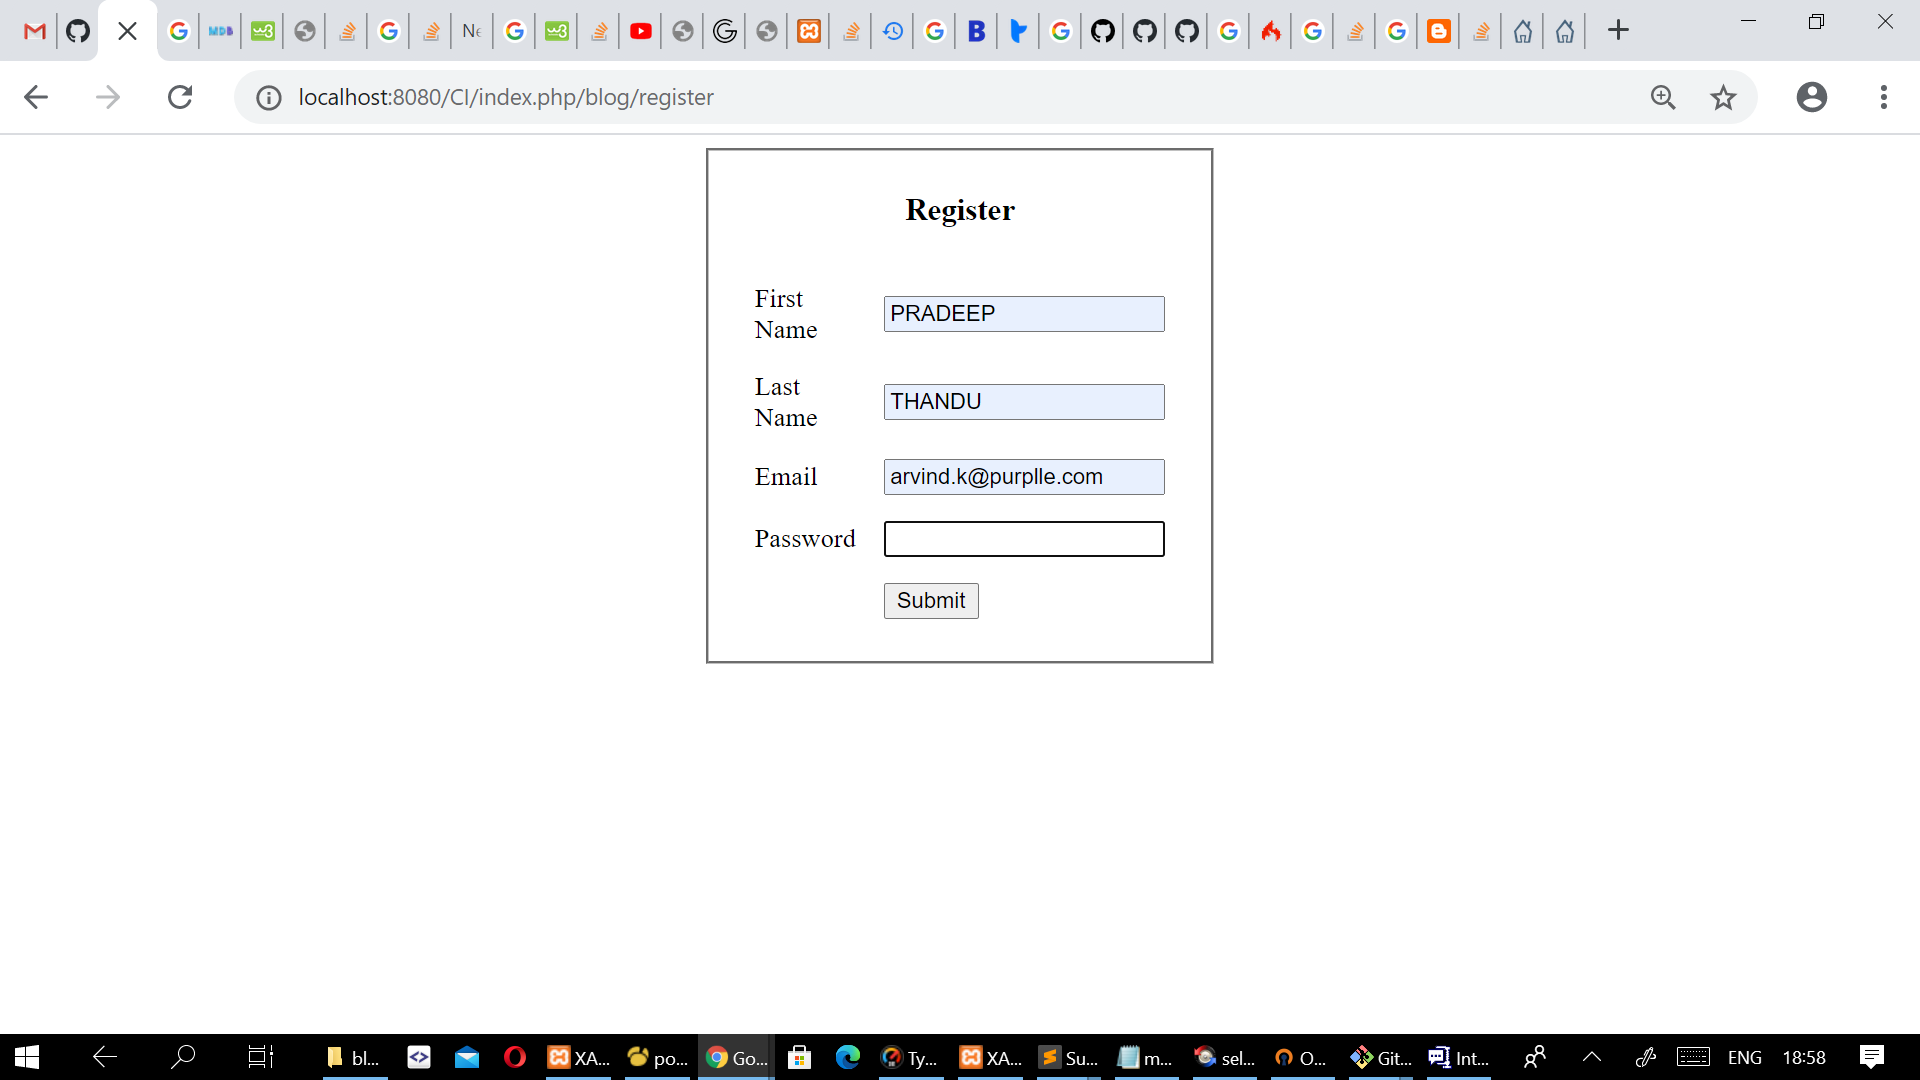 MDB
Ne
localhost:8080/CI/index.php/blog/register
Register
First
Name
PRADEEP
Last
Name
THANDU
Email
arvind.k@purplle.com
Password
Submit
bl...
XA...
po...
Go...
Ty...
XA...
Su...
m...
sel...
O...
Git...
Int...
ENG
18:58